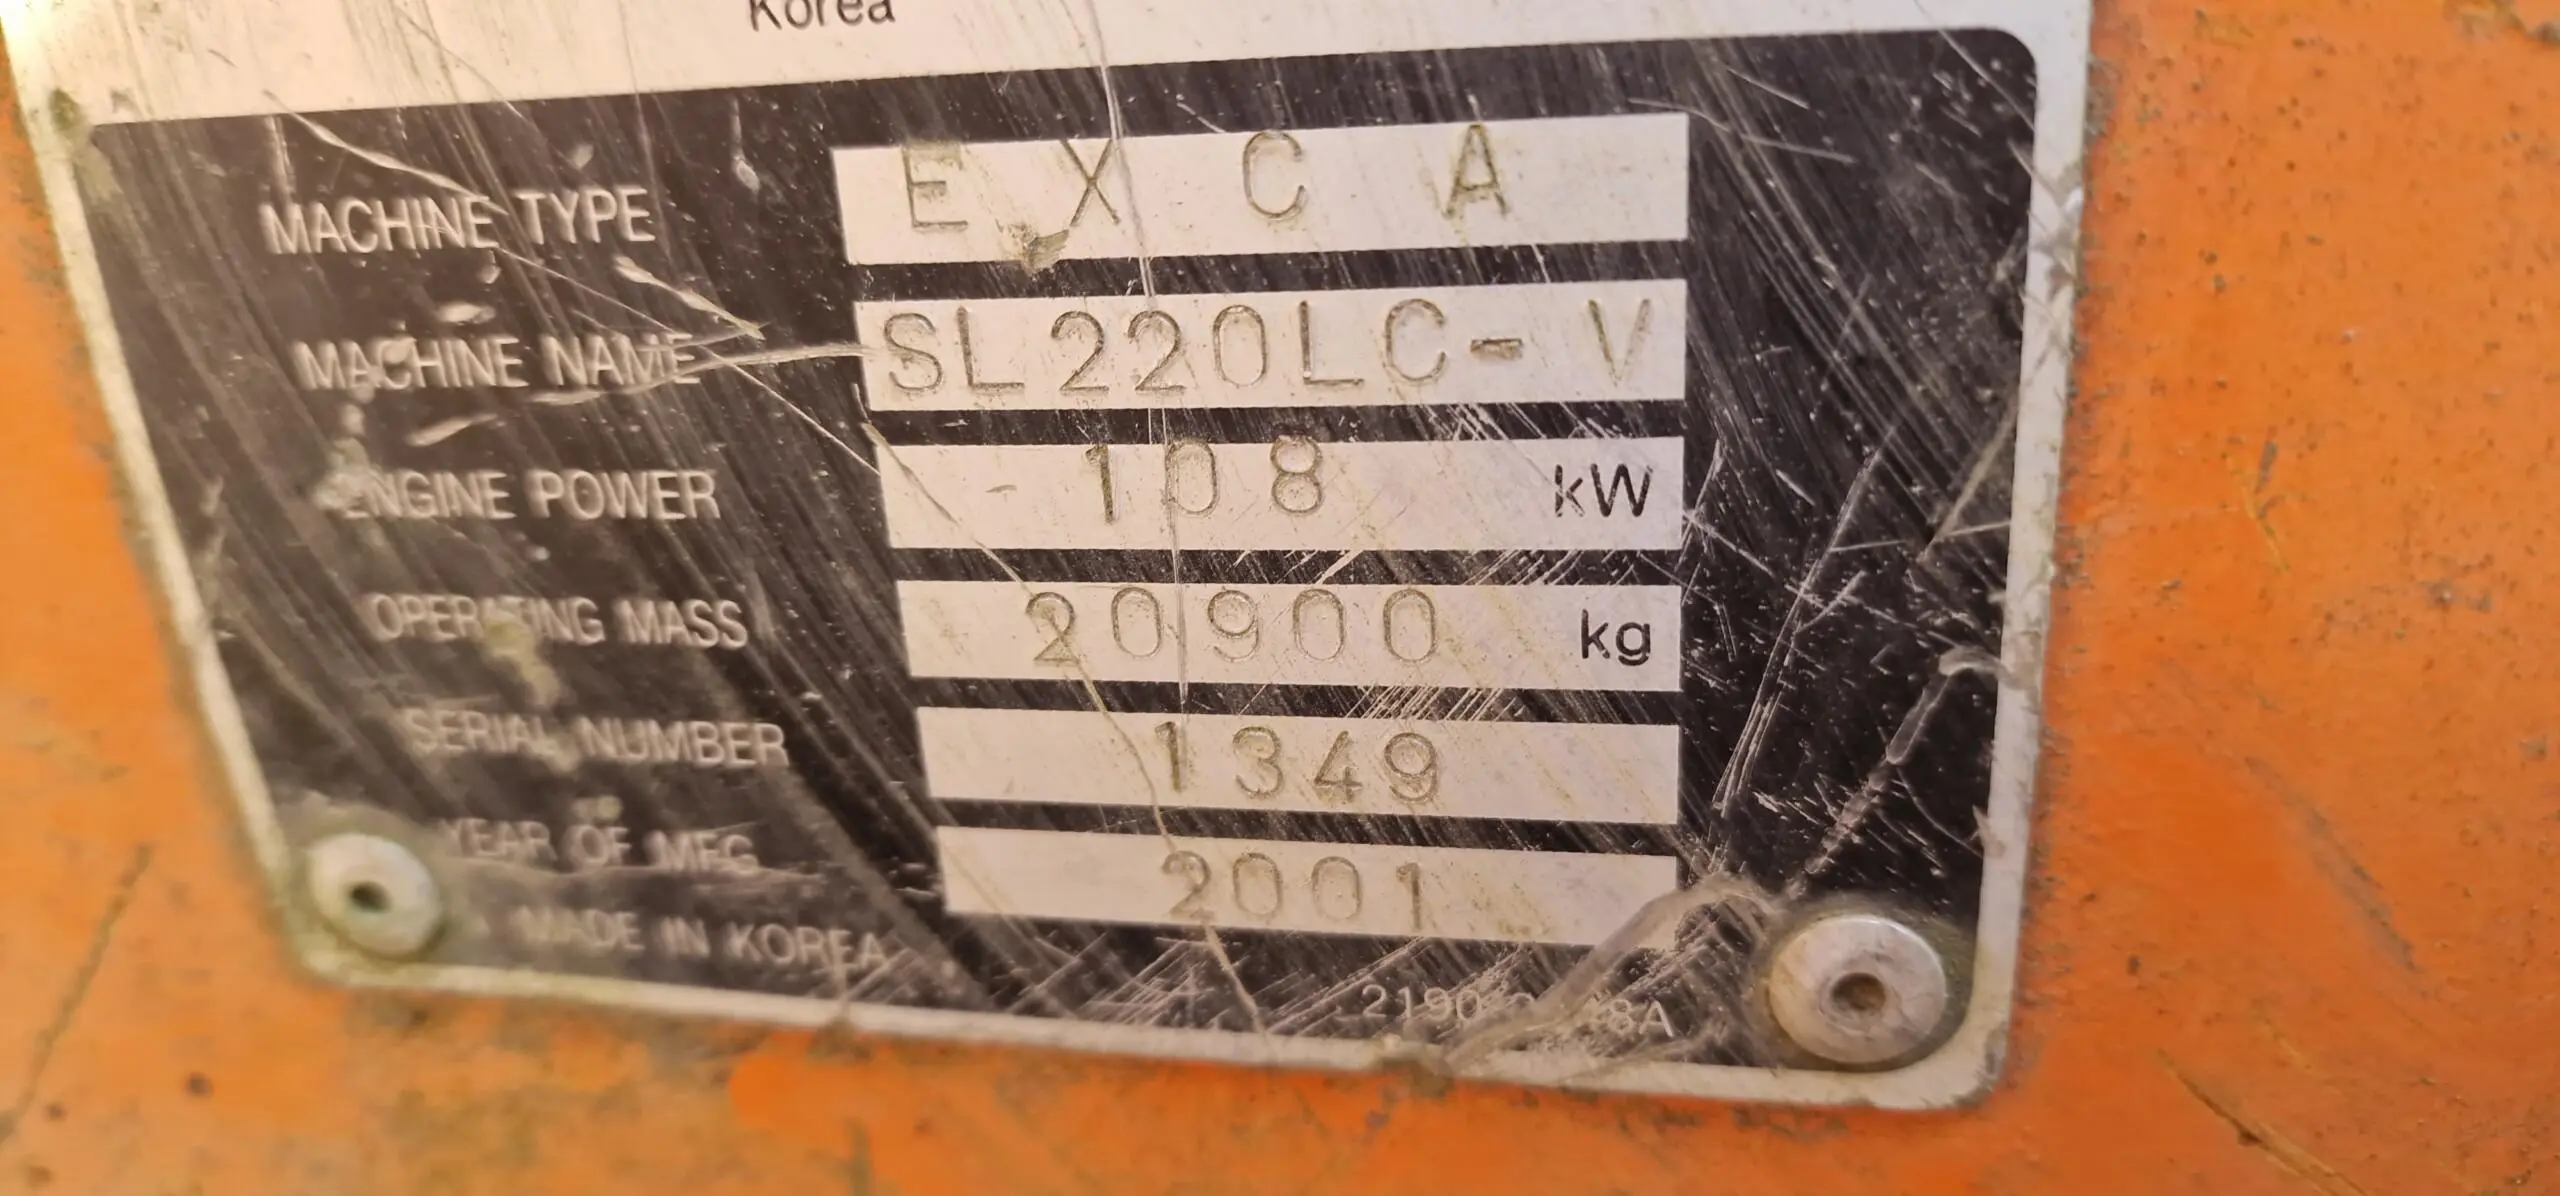 Korea
MACHINE TYPE EXCA
MACHINE NAME SL220LC-V
ENGINE POWER 108 kW
OPERATING MASS 20900 kg
SERIAL NUMBER 1349
YEAR OF MFG 2001
MADE IN KOREA